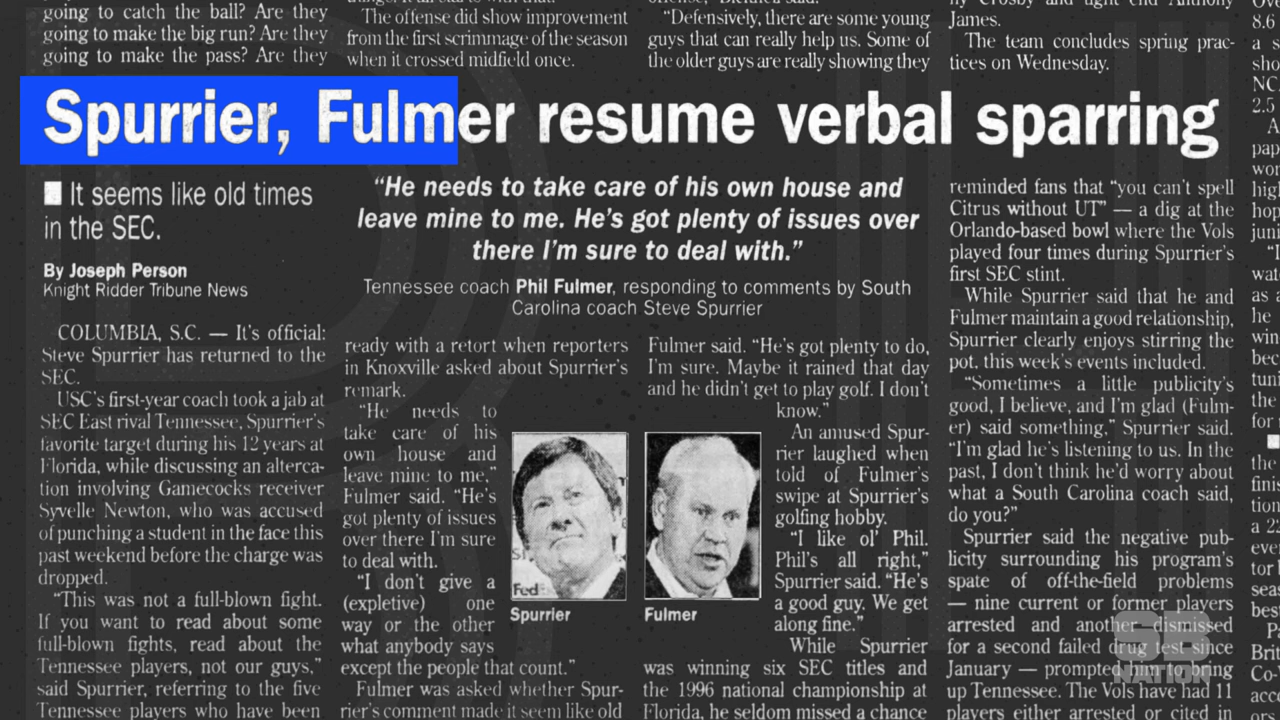 going to catch the ball? Are they
going to make the big run? Are they
going to make the pass? Are they
The offense did show improvement
from the first scrimmage of the season
when it crossed midfield once.
"Defensively, there are some young
guys that can really help us. Some of
the older guys are really showing they
James.
The team concludes spring prac-
tices on Wednesday.
Spurrier, Fulmer resume verbal sparring
It seems like old times
in the SEC.
By Joseph Person
Knight Ridder Tribune News
COLUMBIA, S.C. — It's official:
Steve Spurrier has returned to the
SEC.
USC's first-year coach took a jab at
SEC East rival Tennessee, Spurrier's
favorite target during his 12 years at
Florida, while discussing an alterca-
tion involving Gamecocks receiver
Syvelle Newton, who was accused
of punching a student in the face this
past weekend before the charge was
dropped.
"This was not a full-blown fight.
If you want to read about some
full-blown fights, read about the
Tennessee players, not our guys,"
said Spurrier, referring to the five
Tennessee players who have been
"He needs to take care of his own house and
leave mine to me. He's got plenty of issues over
there I'm sure to deal with."
Tennessee coach Phil Fulmer, responding to comments by South
Carolina coach Steve Spurrier
ready with a retort when reporters
in Knoxville asked about Spurrier's
remark.
"He needs to
take care of his
own house and
leave mine to me,"
Fulmer said. "He's
got plenty of issues
over there I'm sure
to deal with.
"I don't give a
(expletive) one
way or the other
what anybody says
except the people that count."
Fulmer was asked whether Spur-
rier's comment made it seem like old
FedE
Spurrier
Fulmer
Fulmer said. "He's got plenty to do,
I'm sure. Maybe it rained that day
and he didn't get to play golf. I don't
know."
An amused Spur-
rier laughed when
told of Fulmer's
swipe at Spurrier's
golfing hobby.
"I like ol' Phil.
Phil's all right,"
Spurrier said. "He's
a good guy. We get
along fine."
While Spurrier
was winning six SEC titles and
the 1996 national championship at
Florida, he seldom missed a chance
reminded fans that "you can't spell
Citrus without UT" — a dig at the
Orlando-based bowl where the Vols
played four times during Spurrier's
first SEC stint.
While Spurrier said that he and
Fulmer maintain a good relationship,
Spurrier clearly enjoys stirring the
pot, this week's events included.
"Sometimes a little publicity's
good, I believe, and I'm glad (Fulm-
er) said something," Spurrier said.
"I'm glad he's listening to us. In the
past, I don't think he'd worry about
what a South Carolina coach said,
do you?"
Spurrier said the negative pub-
licity surrounding his program's
spate of off-the-field problems
— nine current or former players
arrested and another dismissed
for a second failed drug test since
January — prompted him to bring
up Tennessee. The Vols have had 11
players either arrested or cited in
SB
NATION